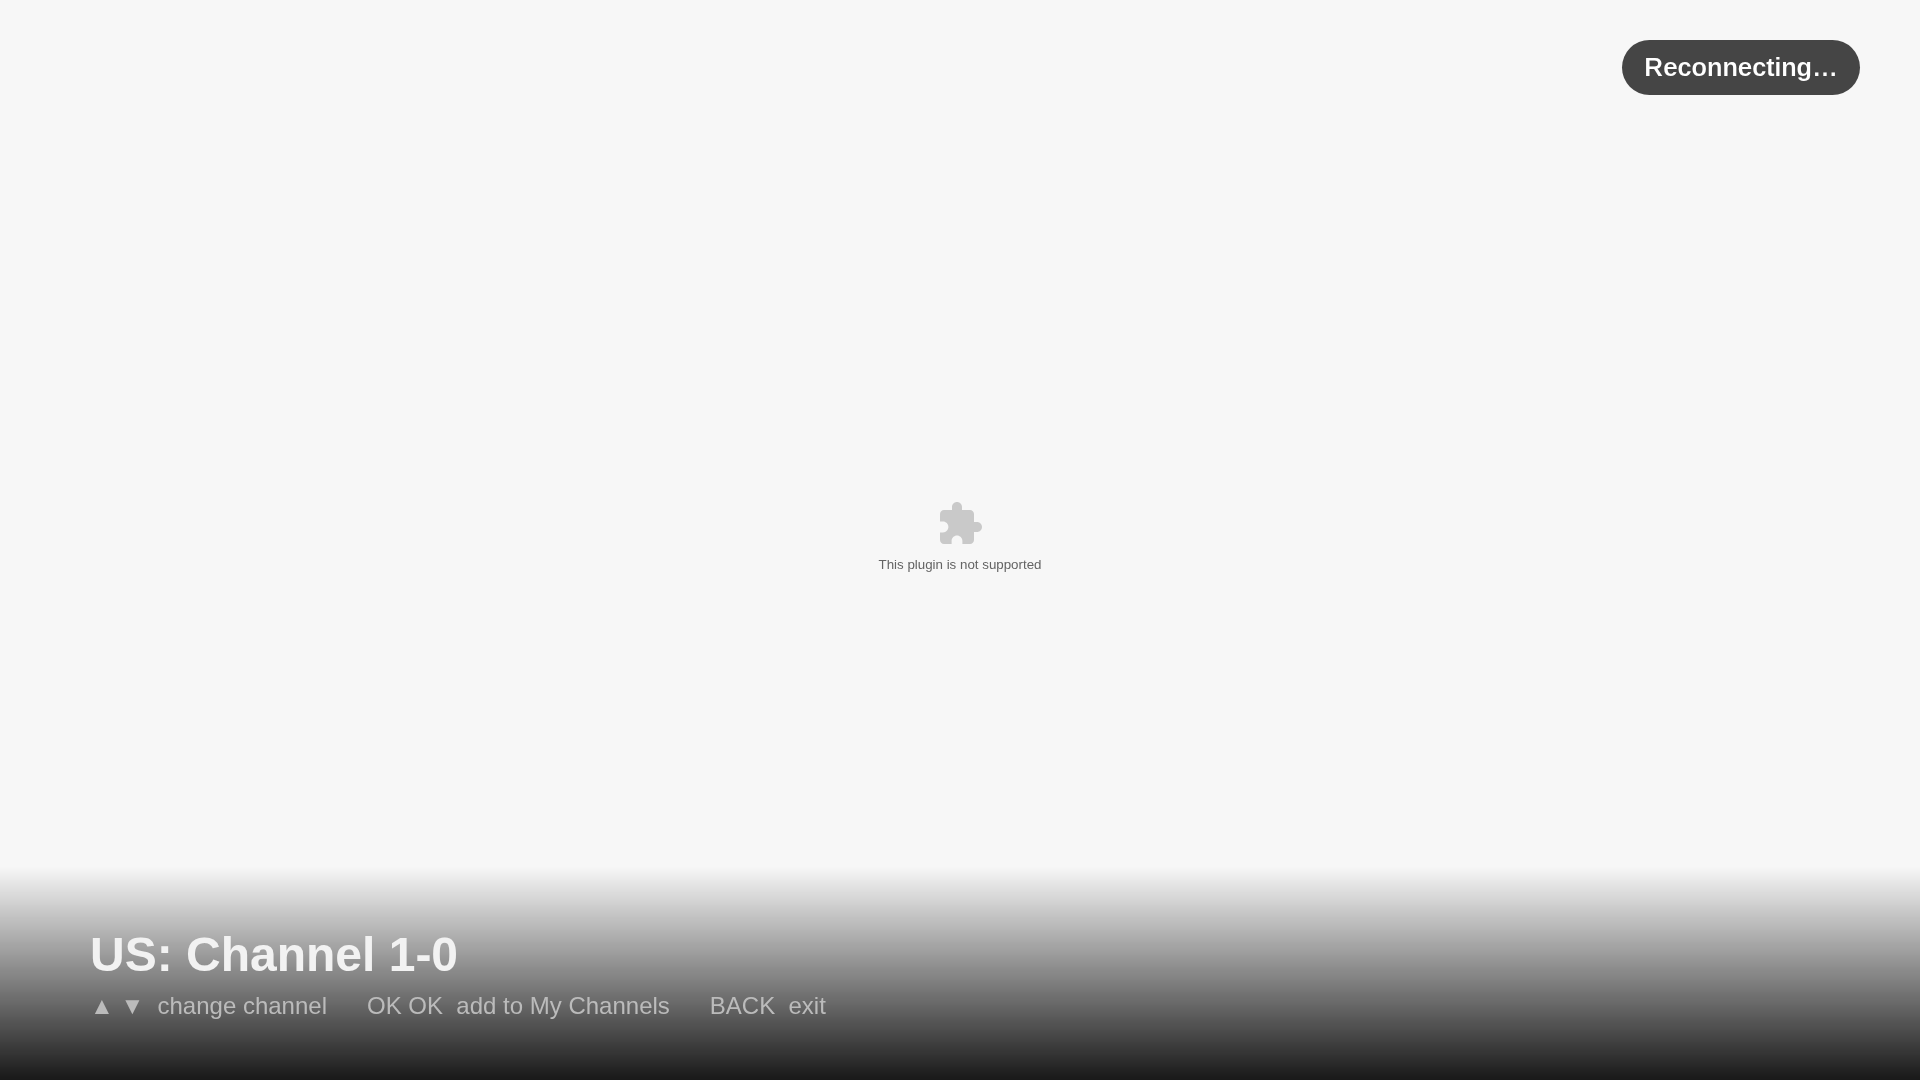 Reconnecting…
This plugin is not supported
US: Channel 1-0
▲ ▼ change channel OK OK add to My Channels BACK exit